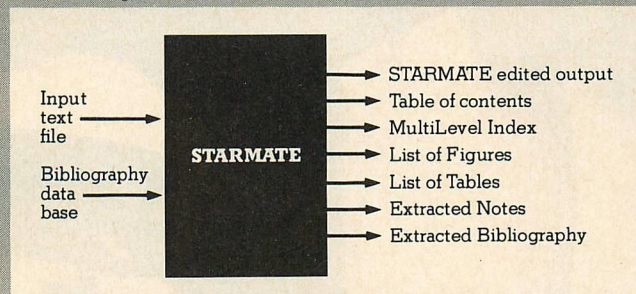 Input
text
file
Bibliography
data
base
STARMATE
STARMATE edited output
Table of contents
MultiLevel Index
List of Figures
List of Tables
Extracted Notes
Extracted Bibliography